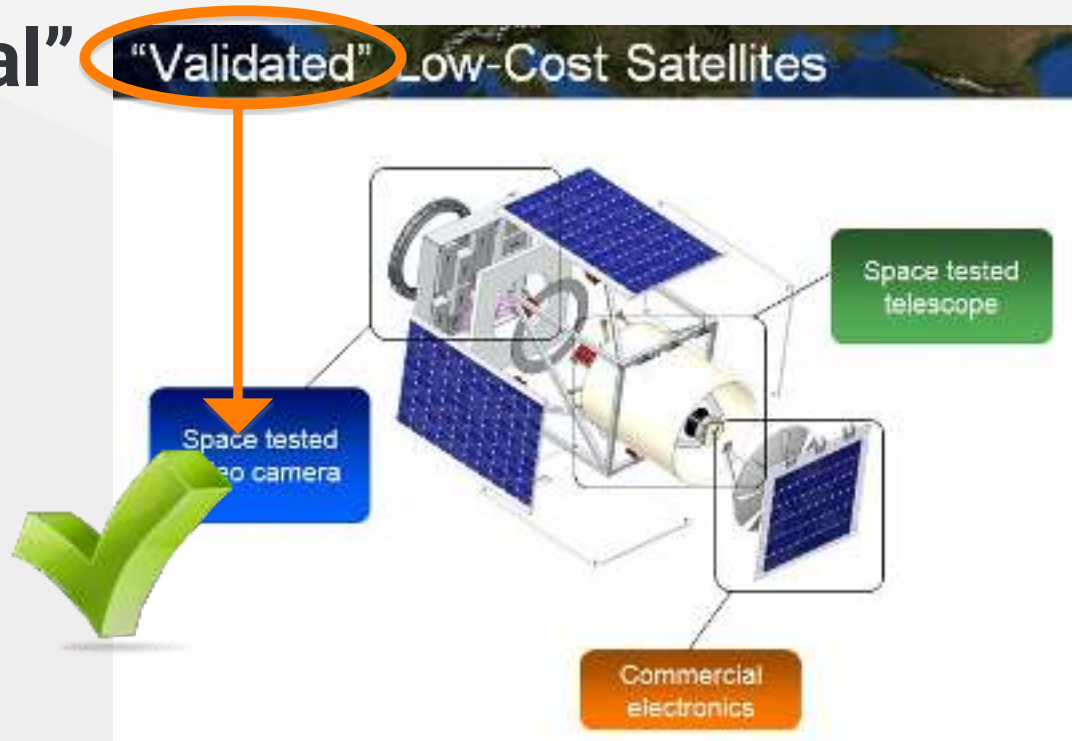 al”
“Validated” Low-Cost Satellites
Space tested
telescope
Space tested
camera
Commercial
electronics